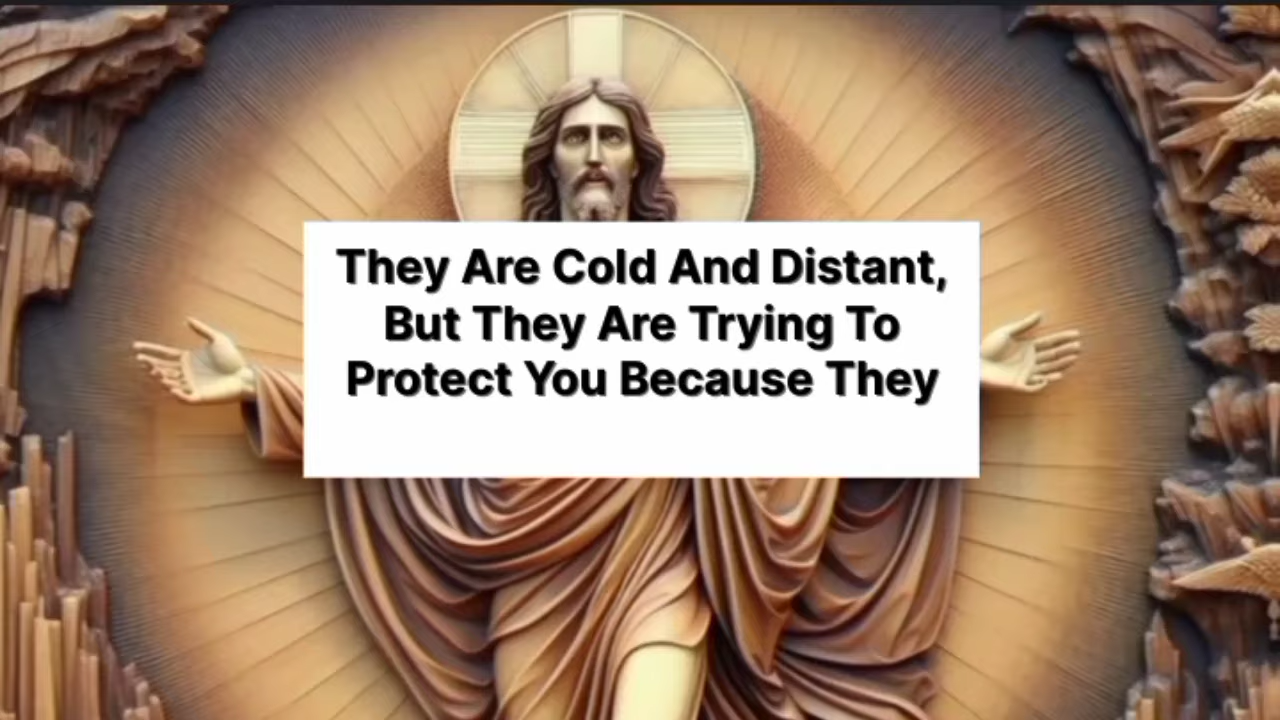 They Are Cold And Distant,
But They Are Trying To
Protect You Because They